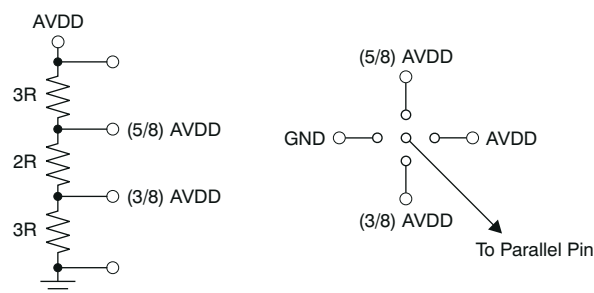 AVDD
3R
(5/8) AVDD
2R
(3/8) AVDD
3R
(5/8) AVDD
GND
AVDD
(3/8) AVDD
To Parallel Pin